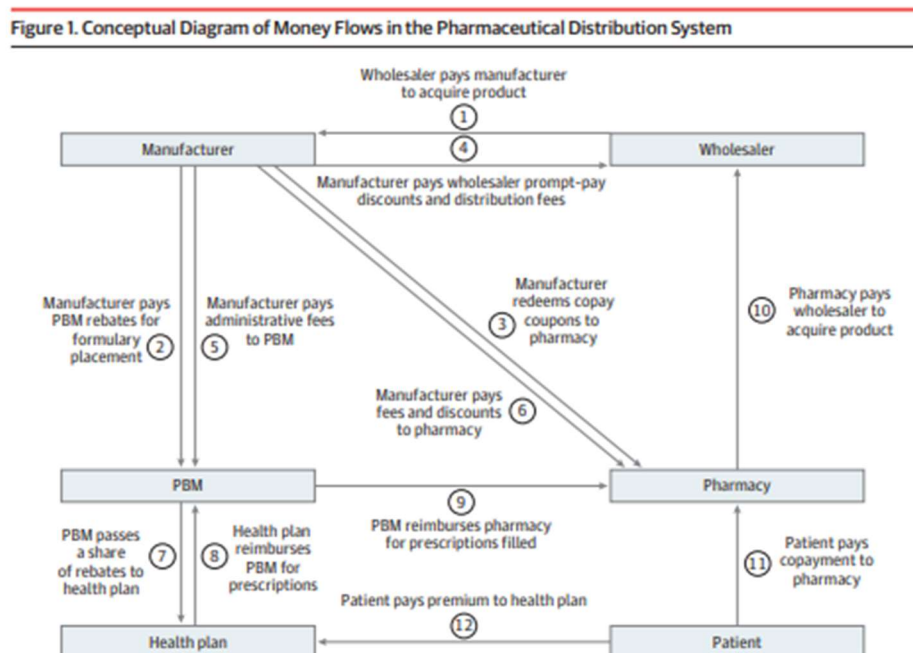 Figure 1. Conceptual Diagram of Money Flows in the Pharmaceutical Distribution System
Wholesaler pays manufacturer
to acquire product
1
Manufacturer
4
Wholesaler
Manufacturer pays wholesaler prompt-pay
discounts and distribution fees
Manufacturer pays
PBM rebates for
formulary
placement
2
5
Manufacturer pays
administrative fees
to PBM
Manufacturer
redeems copay
coupons to
pharmacy
3
10
Pharmacy pays
wholesaler to
acquire product
Manufacturer pays
fees and discounts
to pharmacy
6
PBM
Pharmacy
9
PBM reimburses pharmacy
for prescriptions filled
PBM passes
a share
of rebates to
health plan
7
8
Health plan
reimburses
PBM for
prescriptions
11
Patient pays
copayment to
pharmacy
Patient pays premium to health plan
12
Health plan
Patient